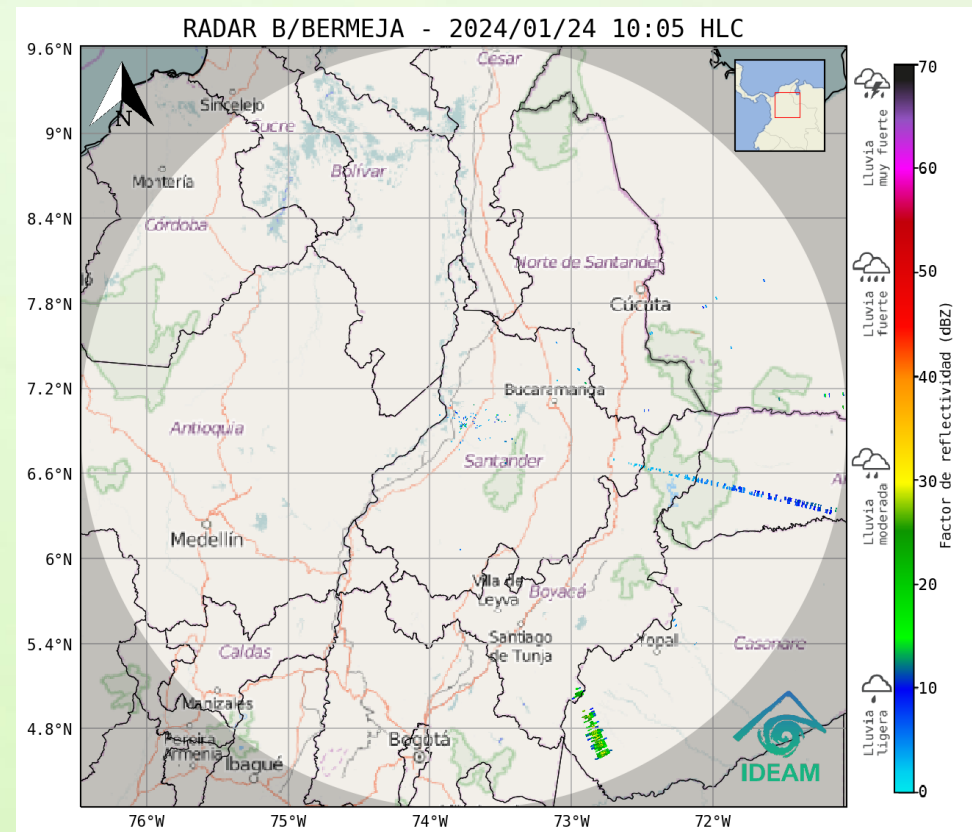 RADAR B/BERMEJA - 2024/01/24 10:05 HLC
9.6°N
9°N
8.4°N
7.8°N
7.2°N
6.6°N
6°N
5.4°N
4.8°N
76°W
75°W
74°W
73°W
72°W
N
Cesar
Sincelejo
Sucre
Montería
Bolívar
Córdoba
Norte de Santander
Cúcuta
Bucaramanga
Antioquia
Santander
Medellín
Villa de
Leyva
Boyacá
Santiago
de Tunja
Yopal
Casanare
Caldas
Manizales
Pereira
Armenia
Ibagué
Bogotá
IDEAM
70
60
50
40
30
20
10
0
Lluvia
muy fuerte
Lluvia
fuerte
Lluvia
moderada
Lluvia
ligera
Factor de reflectividad (dBZ)